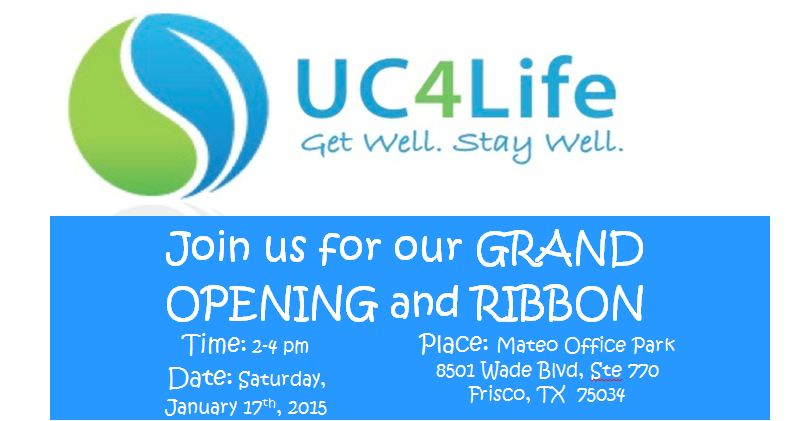 UC4Life
Get Well. Stay Well.
Join us for our GRAND
OPENING and RIBBON
Time: 2-4 pm
Date: Saturday,
January 17th, 2015
Place: Mateo Office Park
8501 Wade Blvd, Ste 770
Frisco, TX 75034